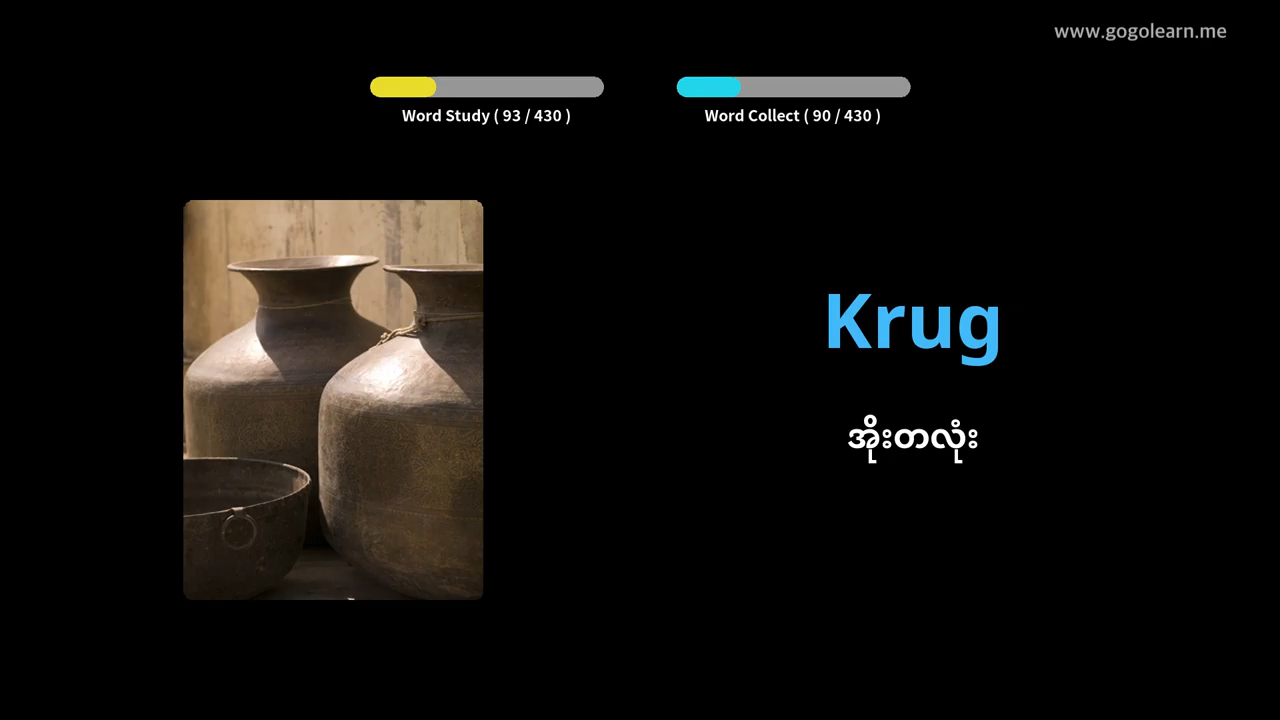 www.gogolearn.me
Word Study ( 93 / 430 )
Word Collect ( 90 / 430 )
Krug
အိုးတလုံး